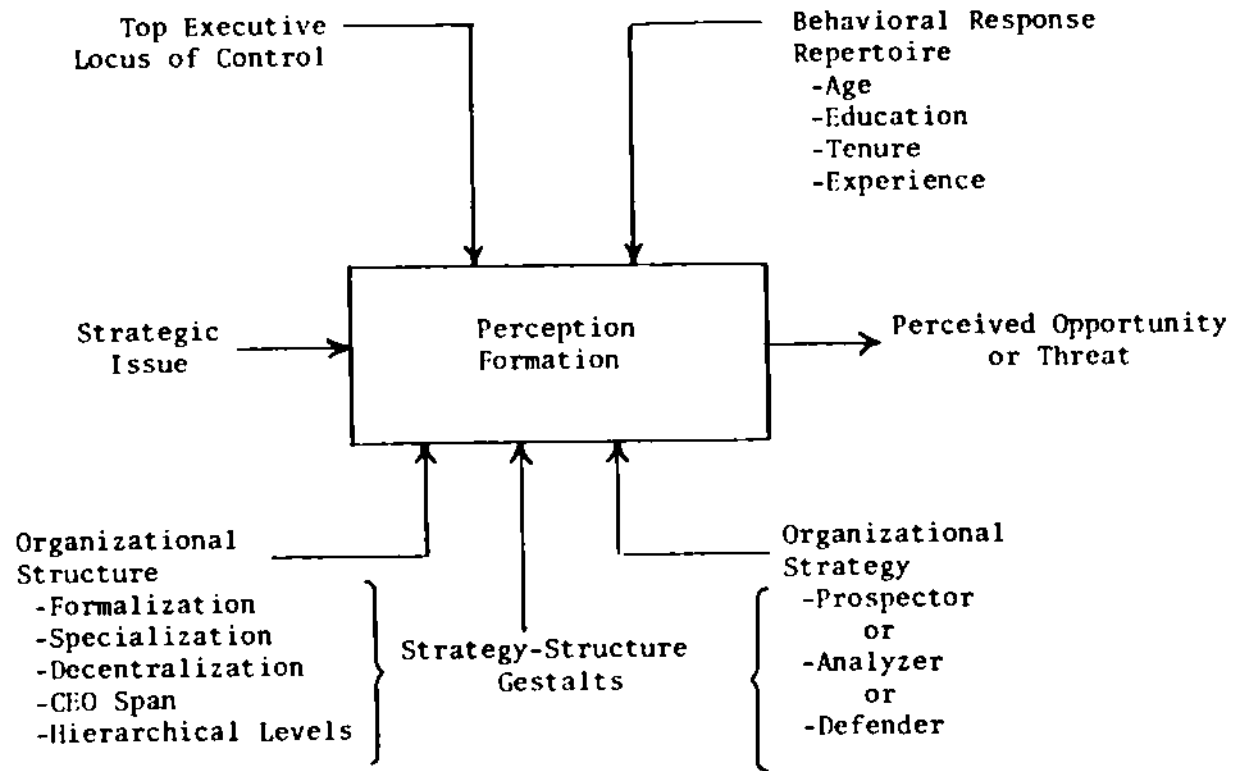 Top Executive
Locus of Control
Behavioral Response
Repertoire
-Age
-Education
-Tenure
-Experience
Strategic
Issue
Perception
Formation
Perceived Opportunity
or Threat
Organizational
Structure
-Formalization
-Specialization
-Decentralization
-CEO Span
-Hierarchical Levels
Strategy-Structure
Gestalts
Organizational
Strategy
-Prospector
or
-Analyzer
or
-Defender